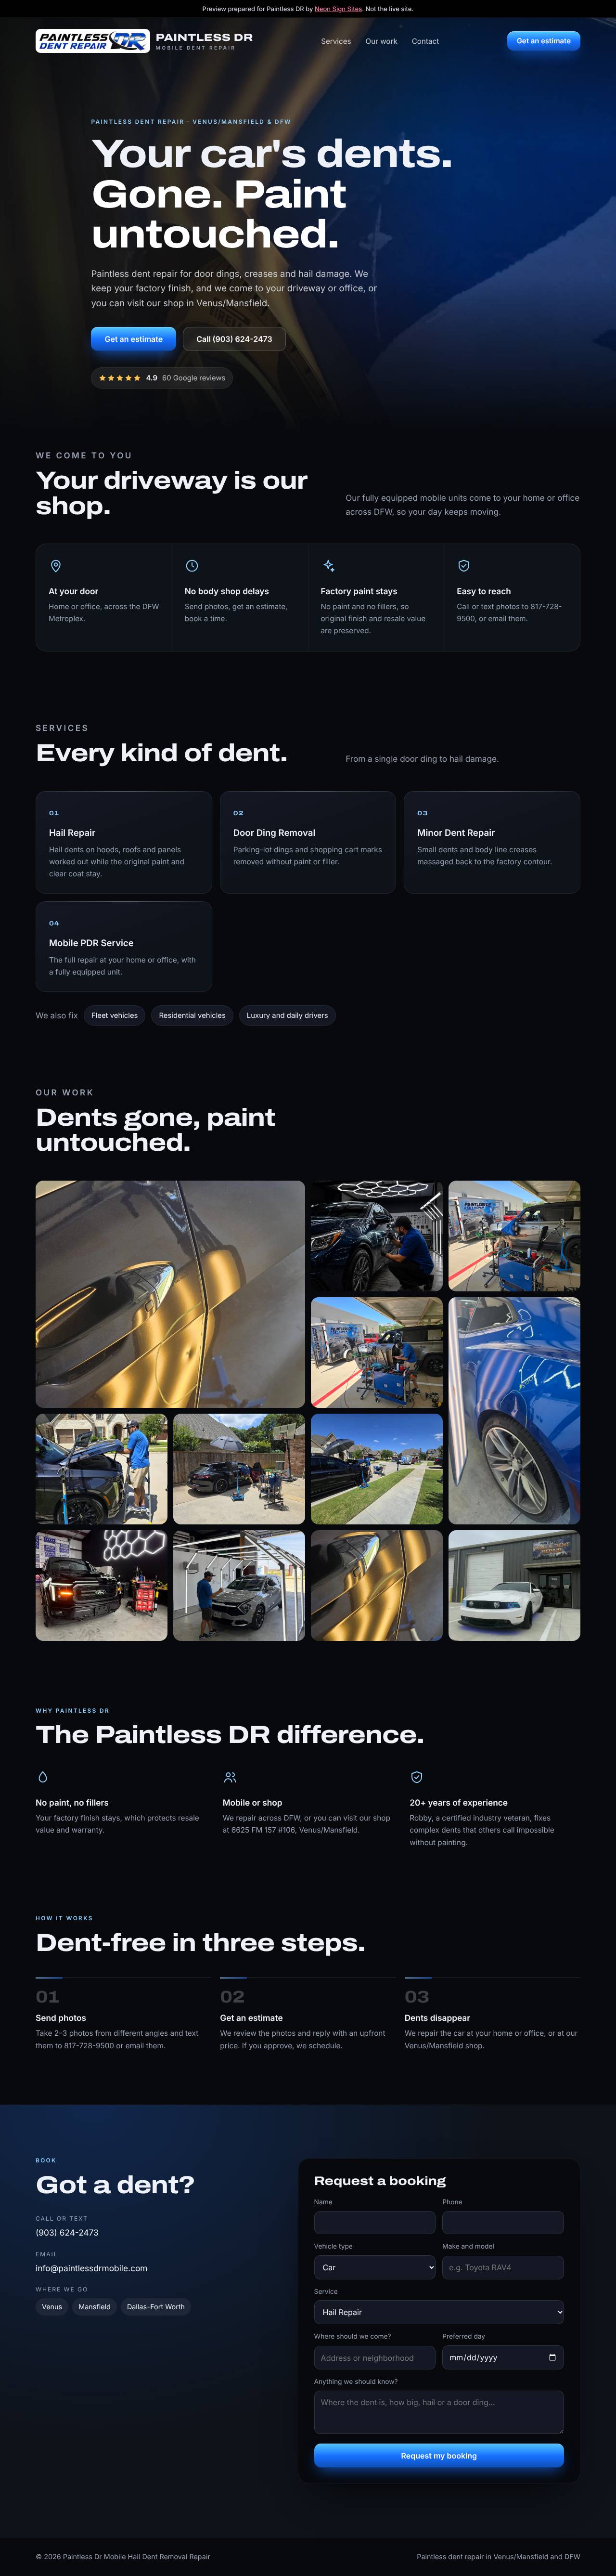 Preview prepared for Paintless DR by Neon Sign Sites. Not the live site.
PAINTLESS
DENT REPAIR
DR
PAINTLESS DR
MOBILE DENT REPAIR
Services
Our work
Contact
Get an estimate
PAINTLESS DENT REPAIR · VENUS/MANSFIELD & DFW
Your car's dents.
Gone. Paint
untouched.
Paintless dent repair for door dings, creases and hail damage. We
keep your factory finish, and we come to your driveway or office, or
you can visit our shop in Venus/Mansfield.
Get an estimate
Call (903) 624-2473
4.9 60 Google reviews
WE COME TO YOU
Your driveway is our
shop.
Our fully equipped mobile units come to your home or office
across DFW, so your day keeps moving.
At your door
Home or office, across the DFW
Metroplex.
No body shop delays
Send photos, get an estimate,
book a time.
Factory paint stays
No paint and no fillers, so
original finish and resale value
are preserved.
Easy to reach
Call or text photos to 817-728-
9500, or email them.
SERVICES
Every kind of dent.
From a single door ding to hail damage.
01
Hail Repair
Hail dents on hoods, roofs and panels
worked out while the original paint and
clear coat stay.
02
Door Ding Removal
Parking-lot dings and shopping cart marks
removed without paint or filler.
03
Minor Dent Repair
Small dents and body line creases
massaged back to the factory contour.
04
Mobile PDR Service
The full repair at your home or office, with
a fully equipped unit.
We also fix
Fleet vehicles
Residential vehicles
Luxury and daily drivers
OUR WORK
Dents gone, paint
untouched.
WHY PAINTLESS DR
The Paintless DR difference.
No paint, no fillers
Your factory finish stays, which protects resale
value and warranty.
Mobile or shop
We repair across DFW, or you can visit our shop
at 6625 FM 157 #106, Venus/Mansfield.
20+ years of experience
Robby, a certified industry veteran, fixes
complex dents that others call impossible
without painting.
HOW IT WORKS
Dent-free in three steps.
01
Send photos
Take 2–3 photos from different angles and text
them to 817-728-9500 or email them.
02
Get an estimate
We review the photos and reply with an upfront
price. If you approve, we schedule.
03
Dents disappear
We repair the car at your home or office, or at our
Venus/Mansfield shop.
BOOK
Got a dent?
CALL OR TEXT
(903) 624-2473
EMAIL
info@paintlessdrmobile.com
WHERE WE GO
Venus
Mansfield
Dallas–Fort Worth
Request a booking
Name
Phone
Vehicle type
Car
Make and model
e.g. Toyota RAV4
Service
Hail Repair
Where should we come?
Address or neighborhood
Preferred day
mm/dd/yyyy
Anything we should know?
Where the dent is, how big, hail or a door ding...
Request my booking
© 2026 Paintless Dr Mobile Hail Dent Removal Repair
Paintless dent repair in Venus/Mansfield and DFW